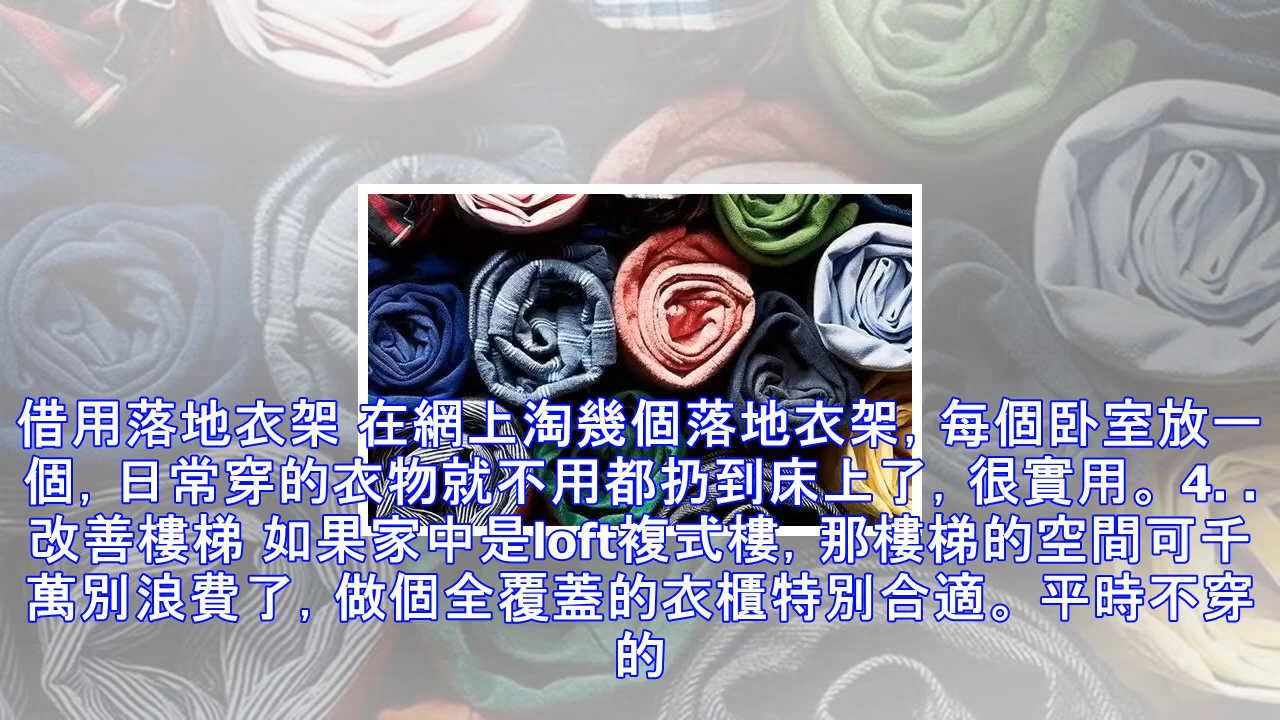 借用落地衣架 在網上淘幾個落地衣架, 每個卧室放一
個, 日常穿的衣物就不用都扔到床上了, 很實用。4. .
改善樓梯 如果家中是loft複式樓, 那樓梯的空間可千
萬別浪費了, 做個全覆蓋的衣櫃特別合適。平時不穿
的